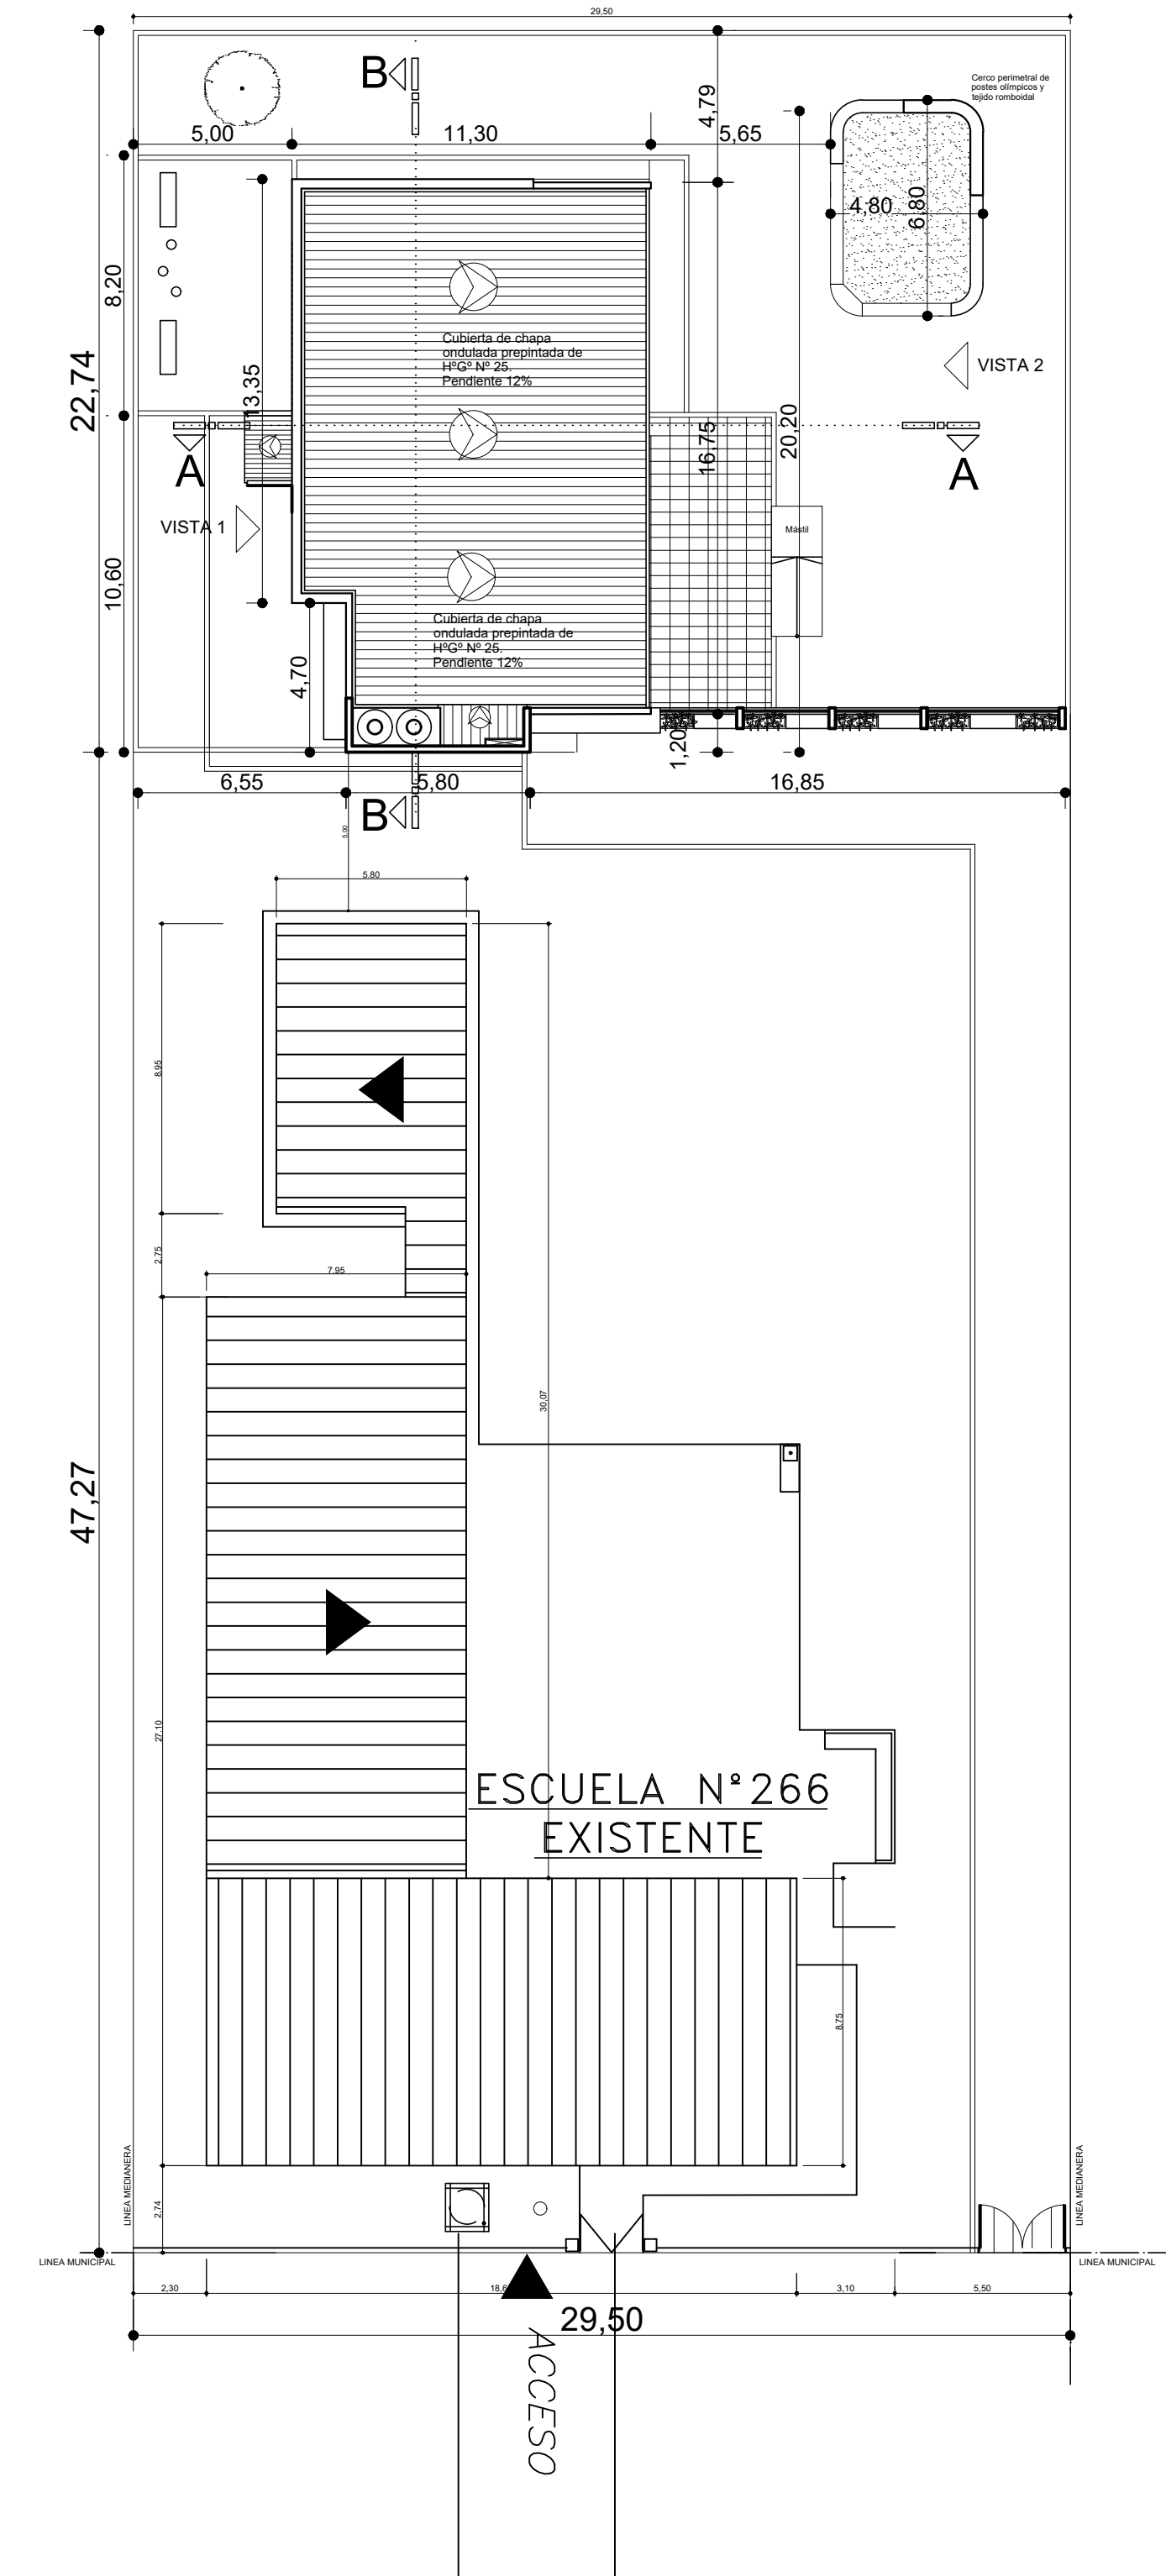 29,50
B
Cerco perimetral de
postes olímpicos y
tejido romboidal
4,79
5,00
11,30
5,65
4,80
6,80
8,20
Cubierta de chapa
ondulada prepintada de
HºGº Nº 25.
Pendiente 12%
VISTA 2
22,74
13,35
16,75
20,20
A
A
VISTA 1
Mástil
10,60
Cubierta de chapa
ondulada prepintada de
HºGº Nº 25.
Pendiente 12%
4,70
1,20
6,55
5,80
16,85
B
5,00
5.80
8.95
2,75
7.95
30,07
47,27
27.10
ESCUELA Nº266
EXISTENTE
8,75
LINEA MEDIANERA
LINEA MEDIANERA
2,74
LINEA MUNICIPAL
LINEA MUNICIPAL
2,30
3,10
5,50
29,50
ACCESO